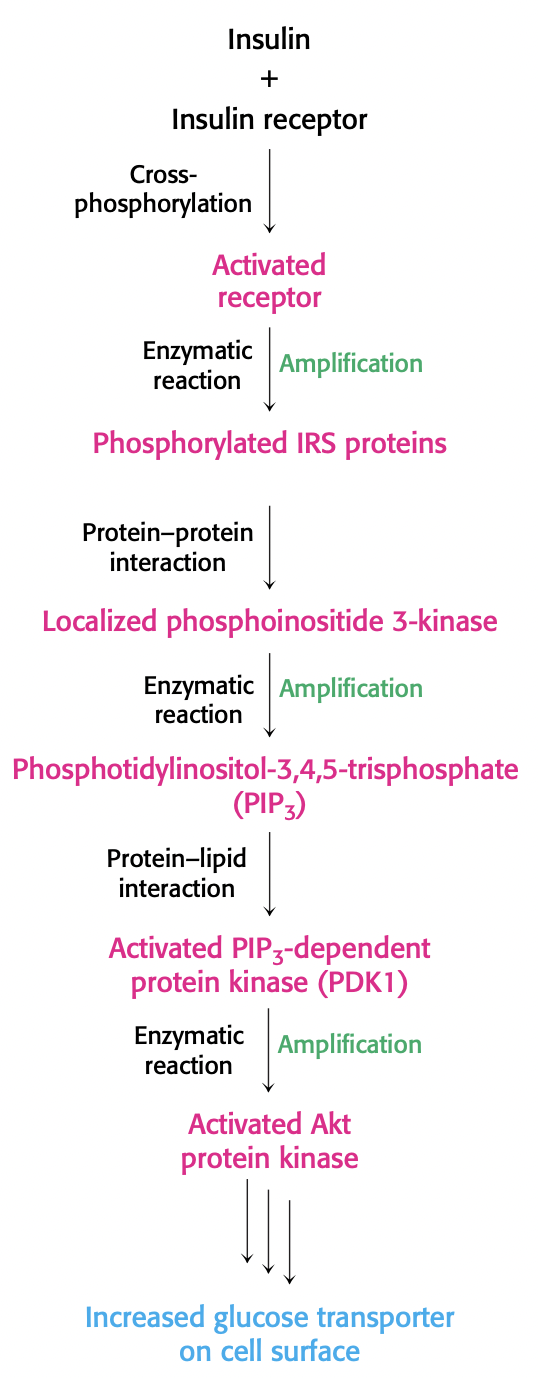 Insulin
+
Insulin receptor
Cross-
phosphorylation
Activated
receptor
Enzymatic
reaction
Amplification
Phosphorylated IRS proteins
Protein–protein
interaction
Localized phosphoinositide 3-kinase
Enzymatic
reaction
Amplification
Phosphotidylinositol-3,4,5-trisphosphate
(PIP₃)
Protein–lipid
interaction
Activated PIP₃-dependent
protein kinase (PDK1)
Enzymatic
reaction
Amplification
Activated Akt
protein kinase
Increased glucose transporter
on cell surface